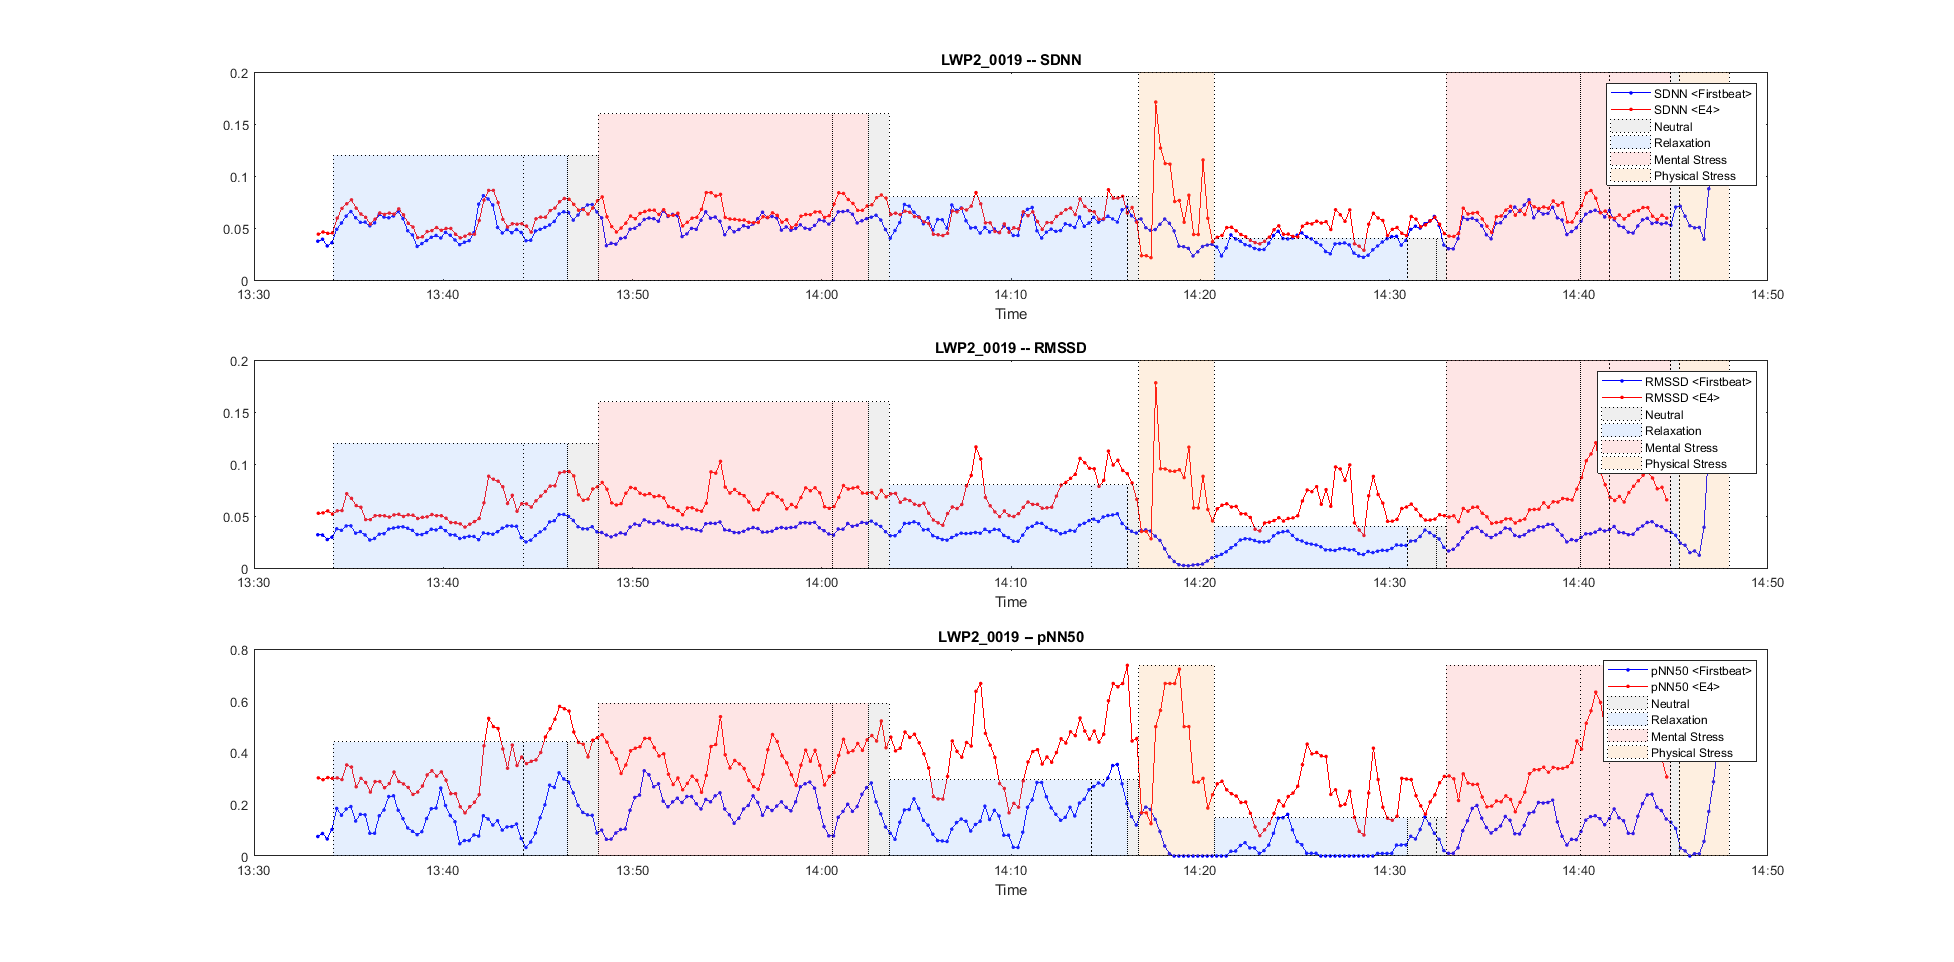 LWP2_0019 -- SDNN
0.2
0.15
0.1
0.05
0
13:30 13:40 13:50 14:00 14:10 14:20 14:30 14:40 14:50
Time
SDNN <Firstbeat>
SDNN <E4>
Neutral
Relaxation
Mental Stress
Physical Stress
LWP2_0019 -- RMSSD
0.2
0.15
0.1
0.05
0
13:30 13:40 13:50 14:00 14:10 14:20 14:30 14:40 14:50
Time
RMSSD <Firstbeat>
RMSSD <E4>
Neutral
Relaxation
Mental Stress
Physical Stress
LWP2_0019 -- pNN50
0.8
0.6
0.4
0.2
0
13:30 13:40 13:50 14:00 14:10 14:20 14:30 14:40 14:50
Time
pNN50 <Firstbeat>
pNN50 <E4>
Neutral
Relaxation
Mental Stress
Physical Stress